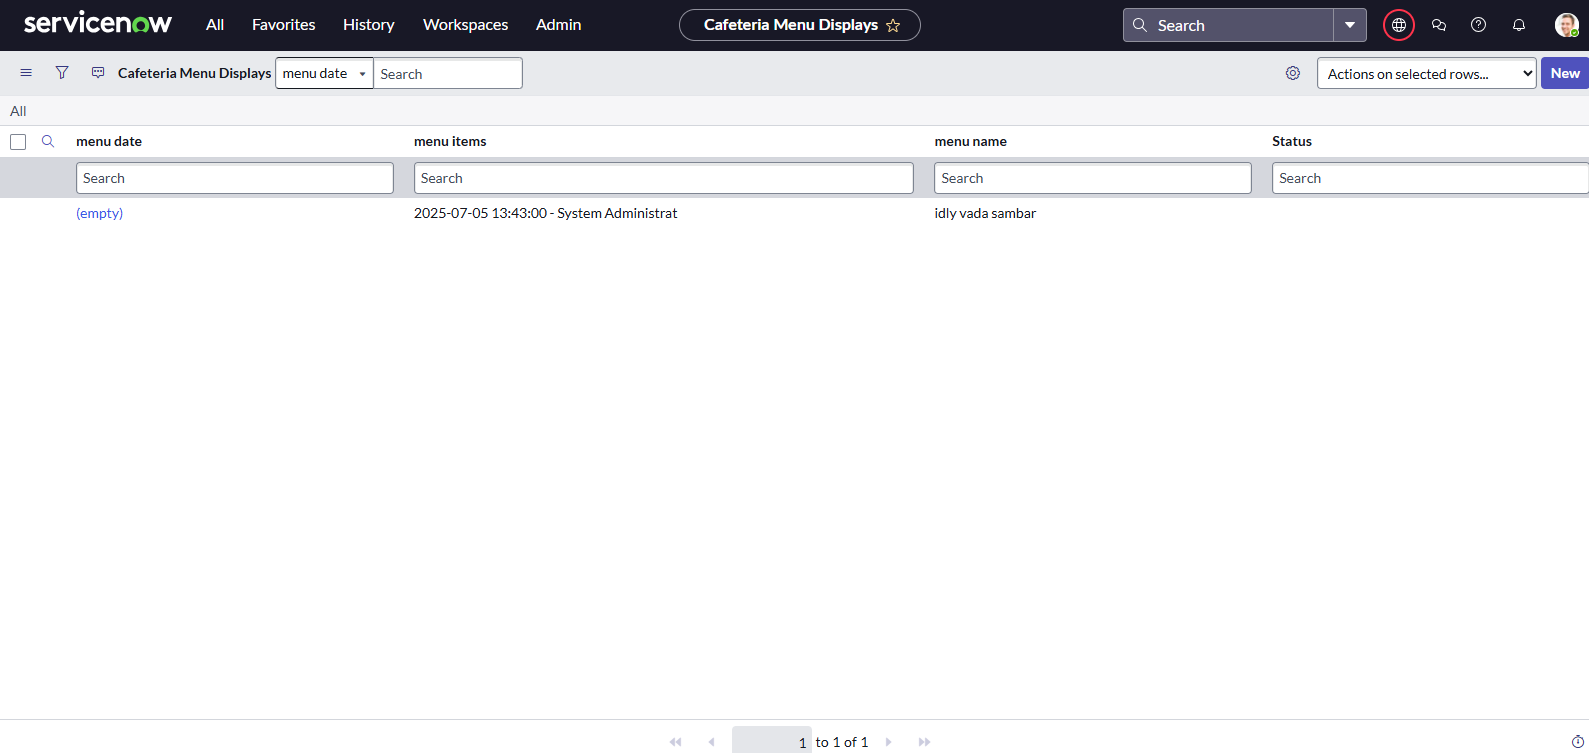 servicenow All Favorites History Workspaces Admin Cafeteria Menu Displays Search
Cafeteria Menu Displays menu date Search Actions on selected rows... New
All
menu date menu items menu name Status
Search Search Search Search
(empty) 2025-07-05 13:43:00 - System Administrat idly vada sambar
1 to 1 of 1